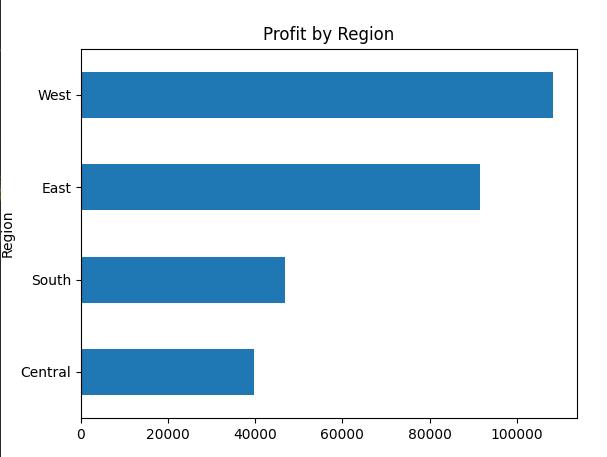 Profit by Region
West
East
South
Central
Region
0 20000 40000 60000 80000 100000